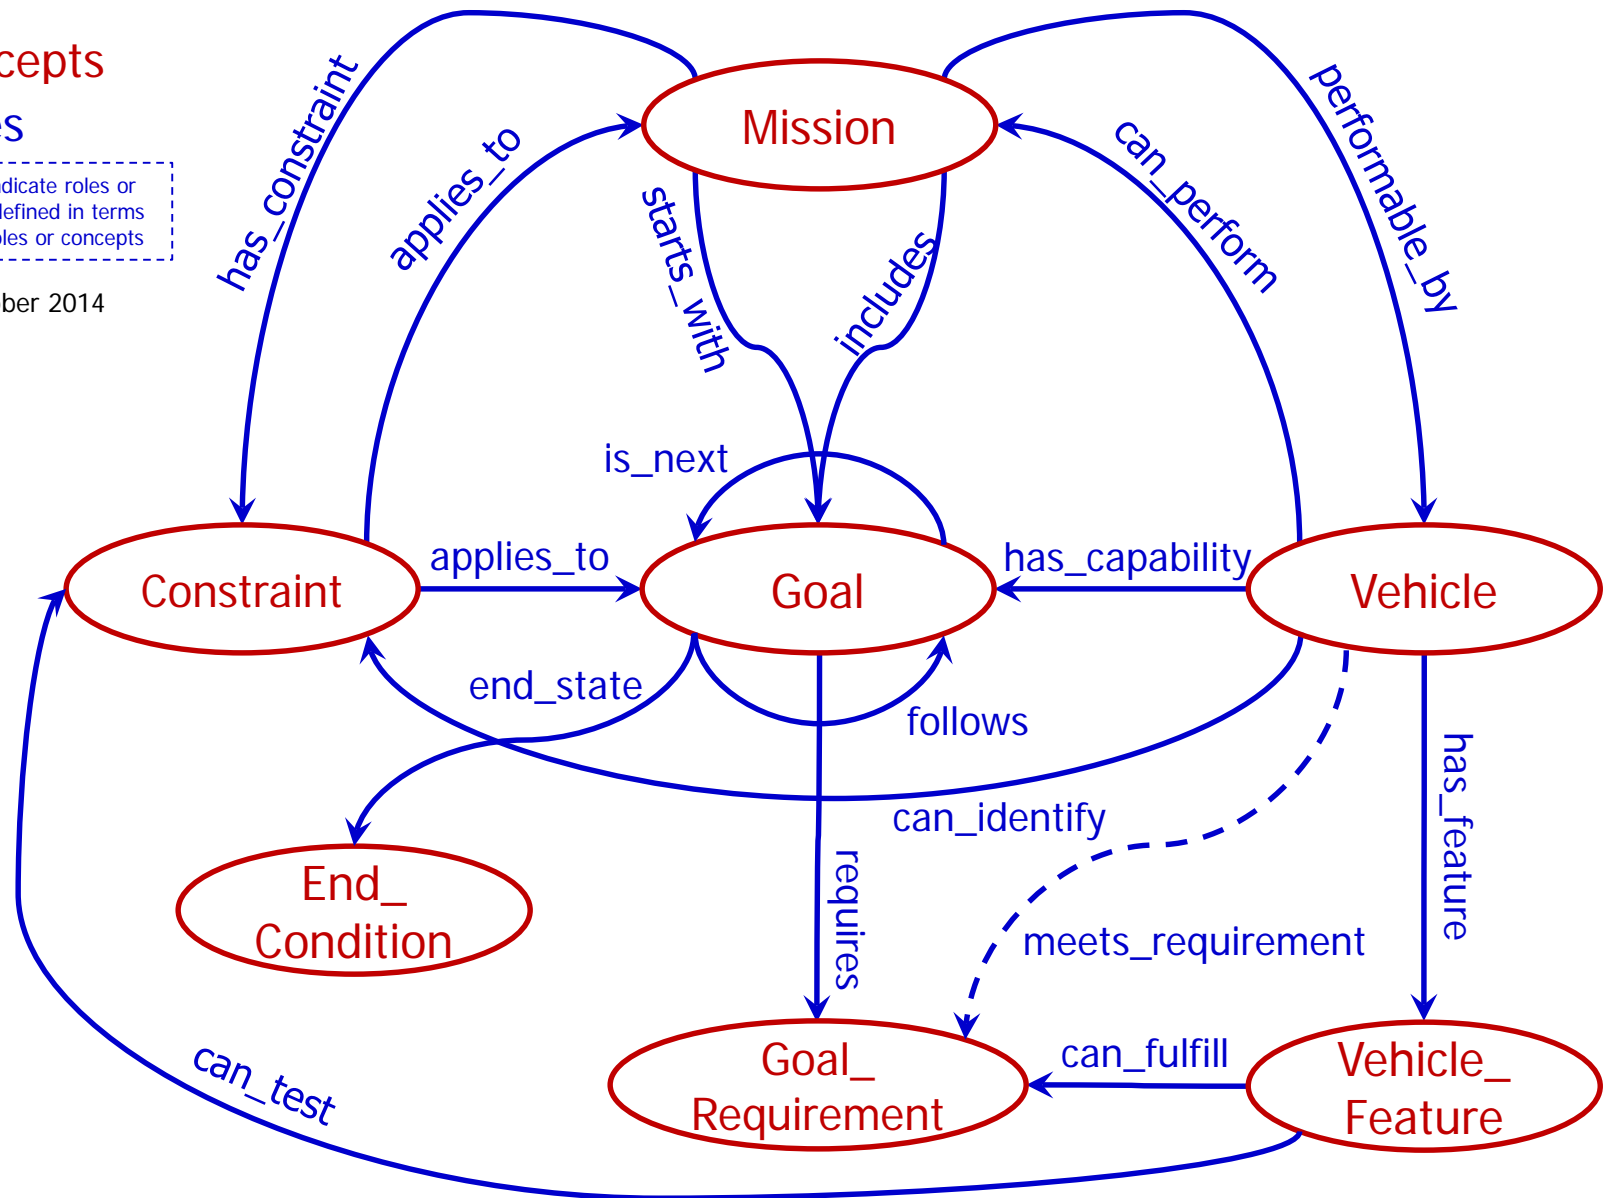 cepts
es
dicate roles or
efined in terms
les or concepts
ber 2014
Mission
has_constraint
applies_to
starts_with
includes
can_perform
performable_by
is_next
applies_to
has_capability
Constraint
Goal
Vehicle
end_state
follows
can_identify
has_feature
requires
End_
Condition
meets_requirement
can_fulfill
Goal_
Requirement
Vehicle_
Feature
can_test